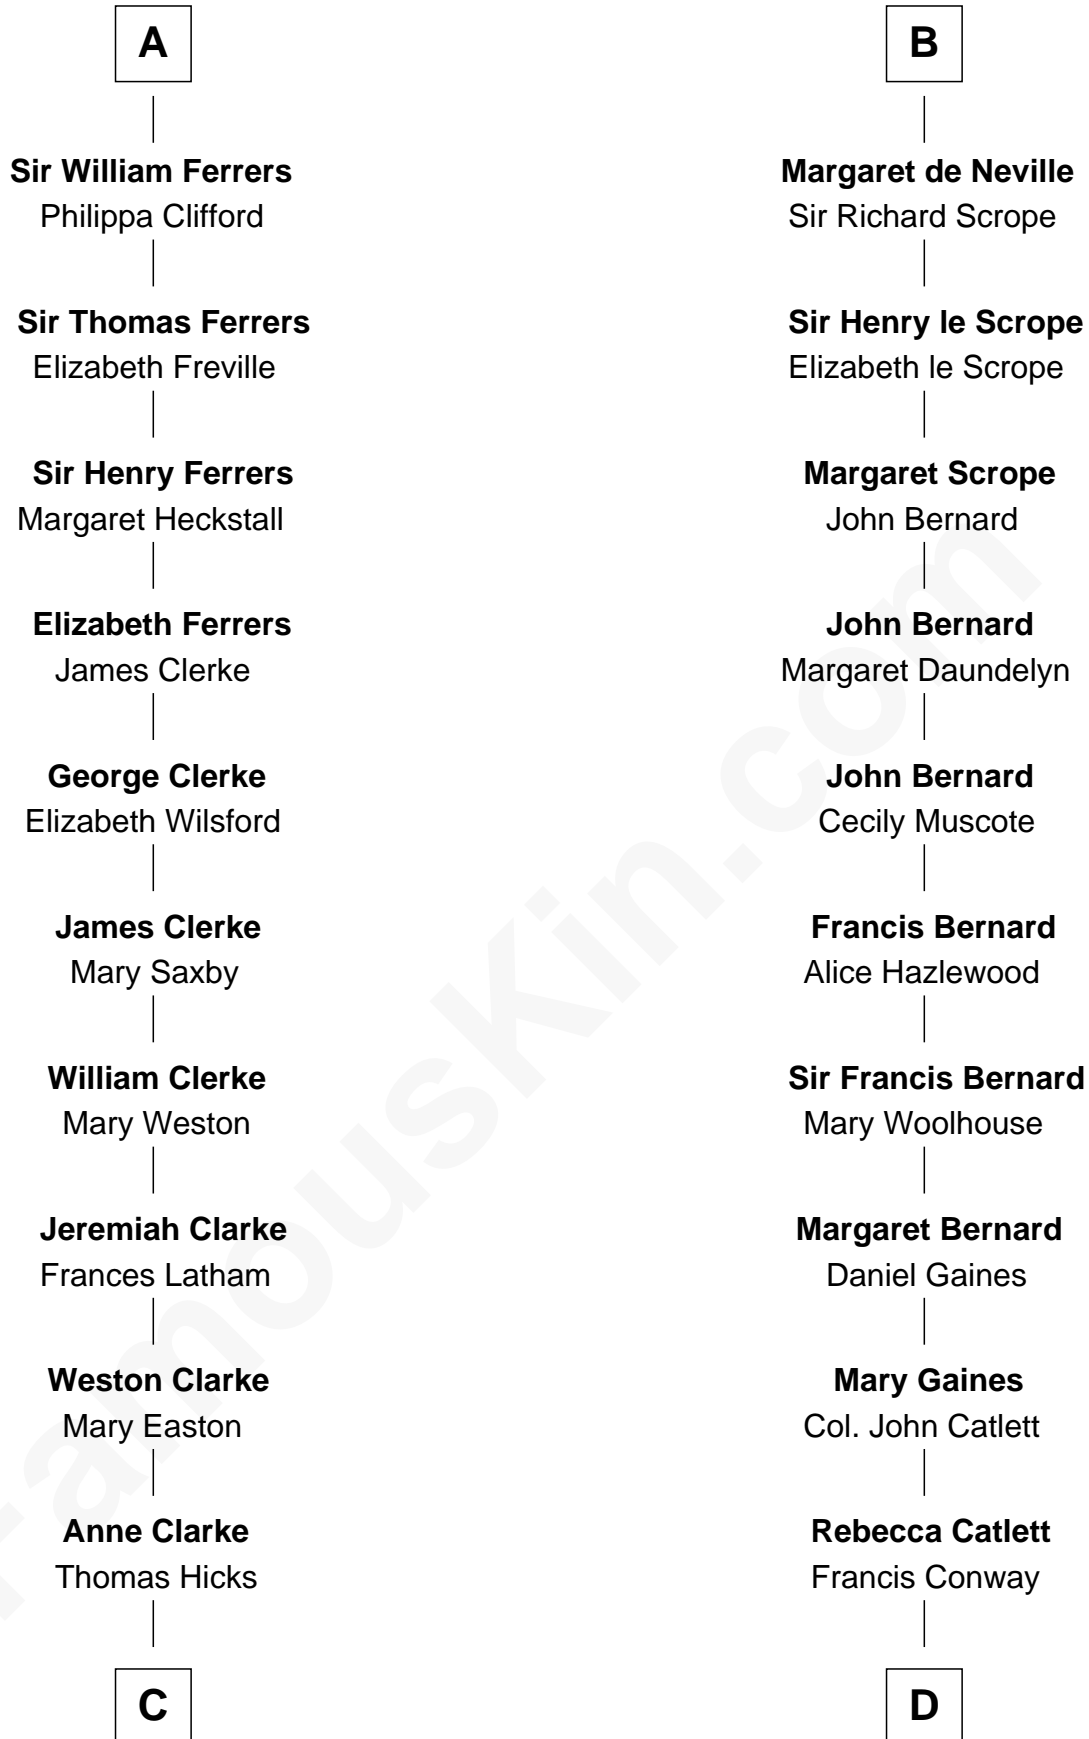 A
Sir William Ferrers
Philippa Clifford
Sir Thomas Ferrers
Elizabeth Freville
Sir Henry Ferrers
Margaret Heckstall
Elizabeth Ferrers
James Clerke
George Clerke
Elizabeth Wilsford
James Clerke
Mary Saxby
William Clerke
Mary Weston
Jeremiah Clarke
Frances Latham
Weston Clarke
Mary Easton
Anne Clarke
Thomas Hicks
C
B
Margaret de Neville
Sir Richard Scrope
Sir Henry le Scrope
Elizabeth le Scrope
Margaret Scrope
John Bernard
John Bernard
Margaret Daundelyn
John Bernard
Cecily Muscote
Francis Bernard
Alice Hazlewood
Sir Francis Bernard
Mary Woolhouse
Margaret Bernard
Daniel Gaines
Mary Gaines
Col. John Catlett
Rebecca Catlett
Francis Conway
D
FamousKin.com